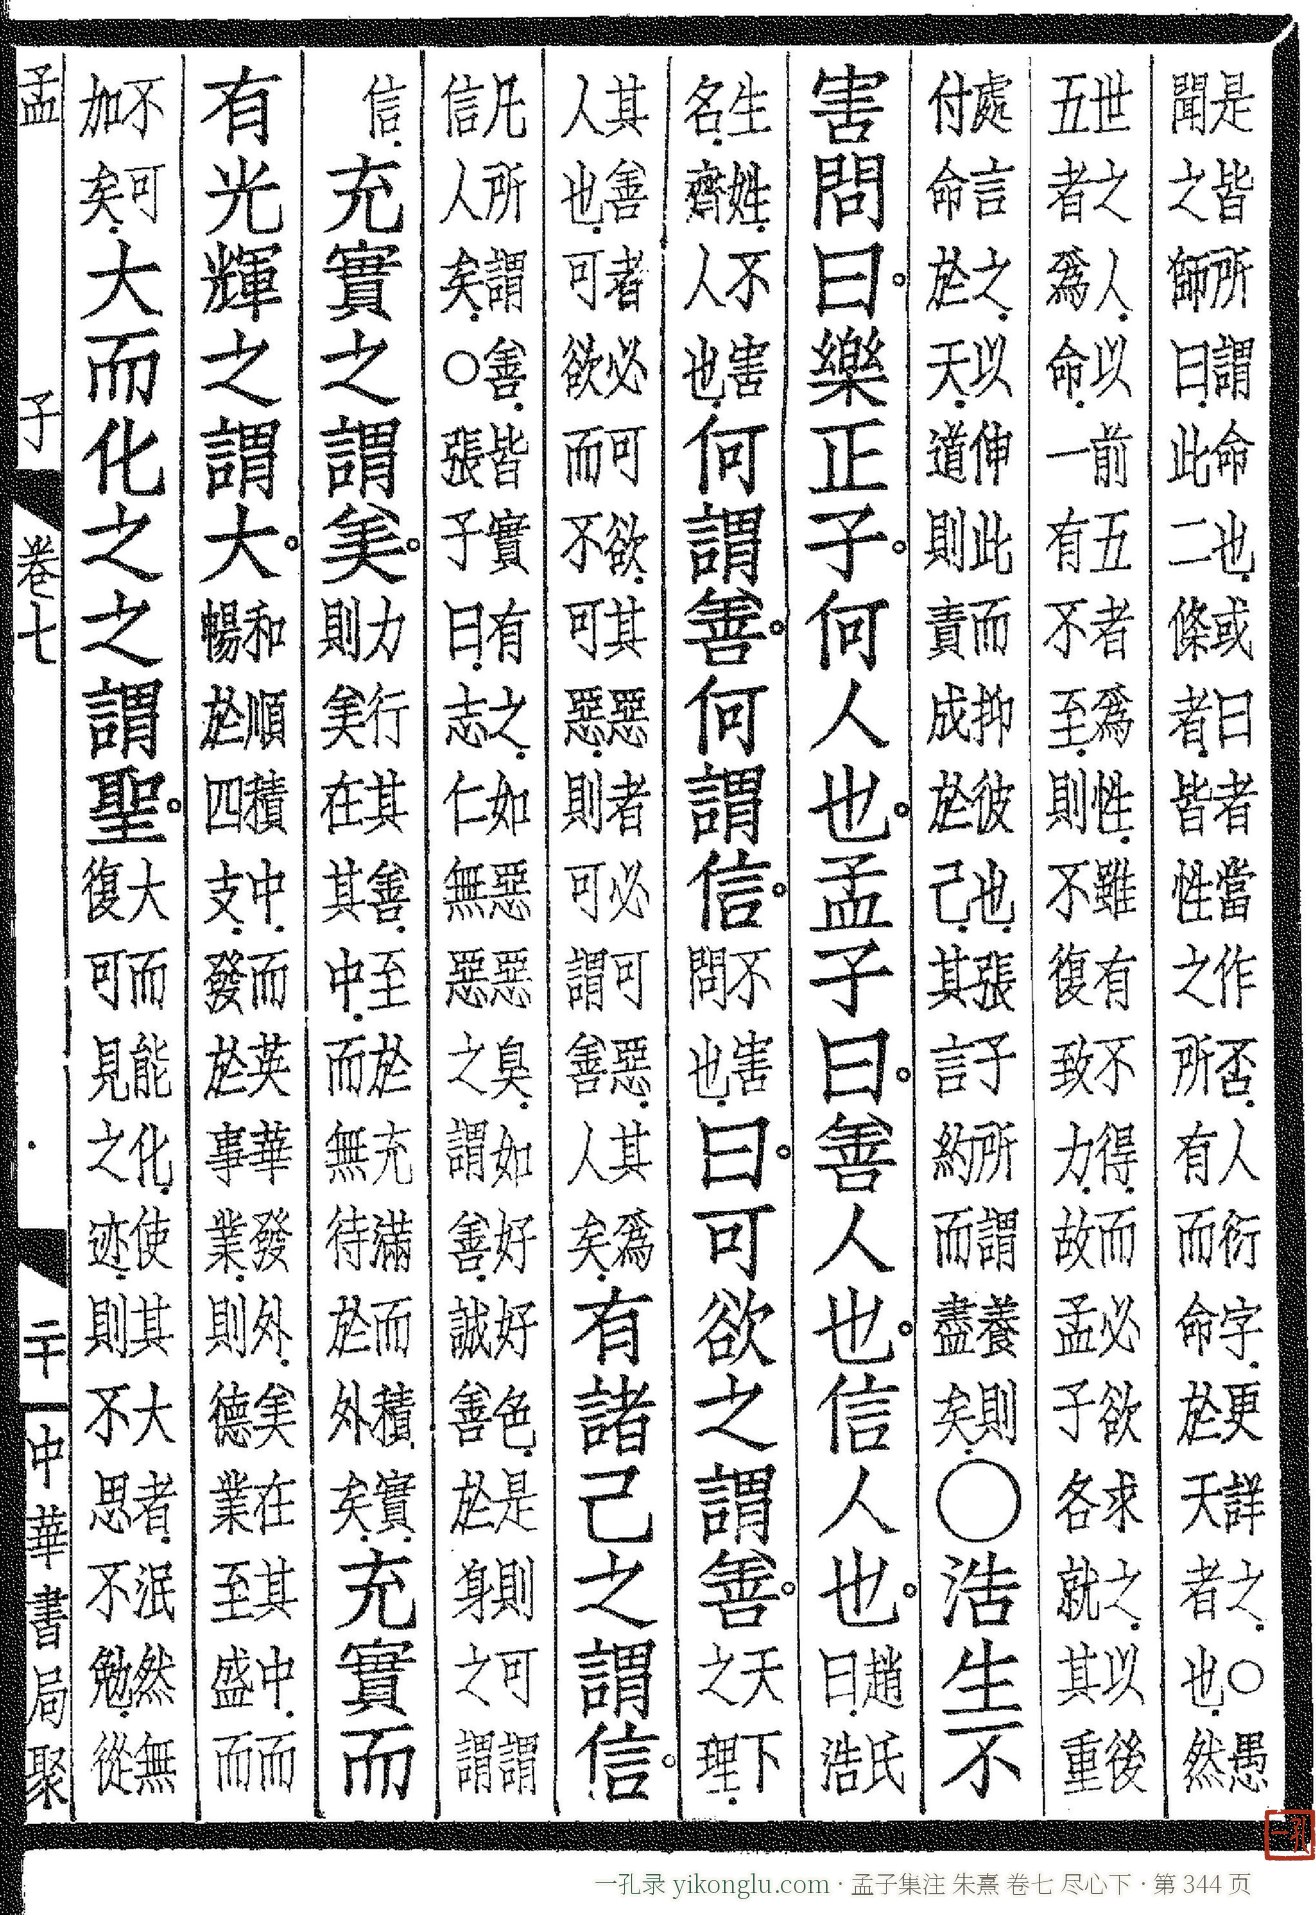 是皆所謂命也。或曰者當作否。人衍字。更詳之。○愚
聞之師曰。此二條者。皆性之所有而命於天者也。然
世之人。以前五者爲性。雖有不得。而必欲求之。以後
五者爲命。一有不至。則不復致力。故孟子各就其重
處言之。以伸此而抑彼也。張子所謂養則
付命於天。道則責成於己。其言約而盡矣。
○浩生不
害問曰。樂正子。何人也。孟子曰。善人也。信人也。
趙氏
曰。浩
生姓。不害
名。齊人也。
何謂善。何謂信。
不害
問也。
曰。可欲之謂善。
天下
之理。
其善者必可欲。其惡者必可惡。其爲
人也。可欲而不可惡。則可謂善人矣。
有諸己之謂信。
凡所謂善。皆實有之。如惡惡臭。如好好色。是則可謂
信人矣。○張子曰。志仁無惡之謂善。誠善於身之謂
信。
充實之謂美。
力行其善。至於充滿而積實。
則美在其中。而無待於外矣。
充實而
有光輝之謂大。
和順積中。而英華發外。美在其中。而
暢於四支。發於事業。則德業至盛而
不可
加矣。
大而化之之謂聖。
大而能化。使其大者。泯然無
復可見之迹。則不思不勉。從
孟子 卷七 二十 中華書局聚
一孔
一孔录 yikonglu.com · 孟子集注 朱熹 卷七 尽心下 · 第 344 页